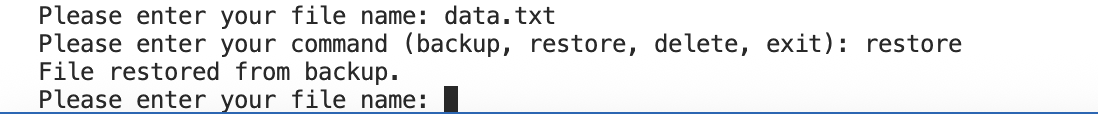 Please enter your file name: data.txt
Please enter your command (backup, restore, delete, exit): restore
File restored from backup.
Please enter your file name: